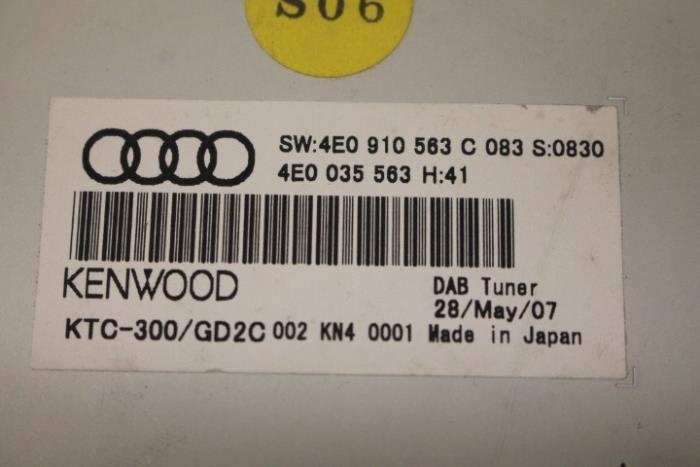 S06
SW:4E0 910 563 C 083 S:0830
4E0 035 563 H:41
KENWOOD
DAB Tuner
28/May/07
KTC-300/GD2C 002 KN4 0001 Made in Japan